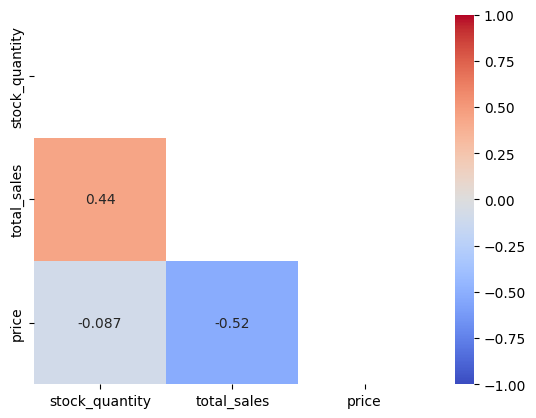 stock_quantity
total_sales
price
0.44
-0.087
-0.52
stock_quantity
total_sales
price
1.00
0.75
0.50
0.25
0.00
−0.25
−0.50
−0.75
−1.00